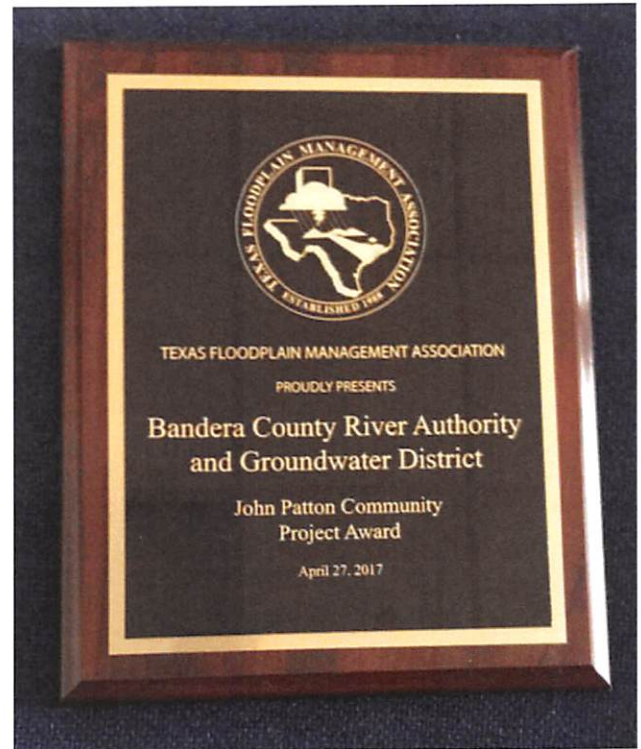 TEXAS FLOODPLAIN MANAGEMENT ASSOCIATION
ESTABLISHED 1988
TEXAS FLOODPLAIN MANAGEMENT ASSOCIATION
PROUDLY PRESENTS
Bandera County River Authority
and Groundwater District
John Patton Community
Project Award
April 27, 2017